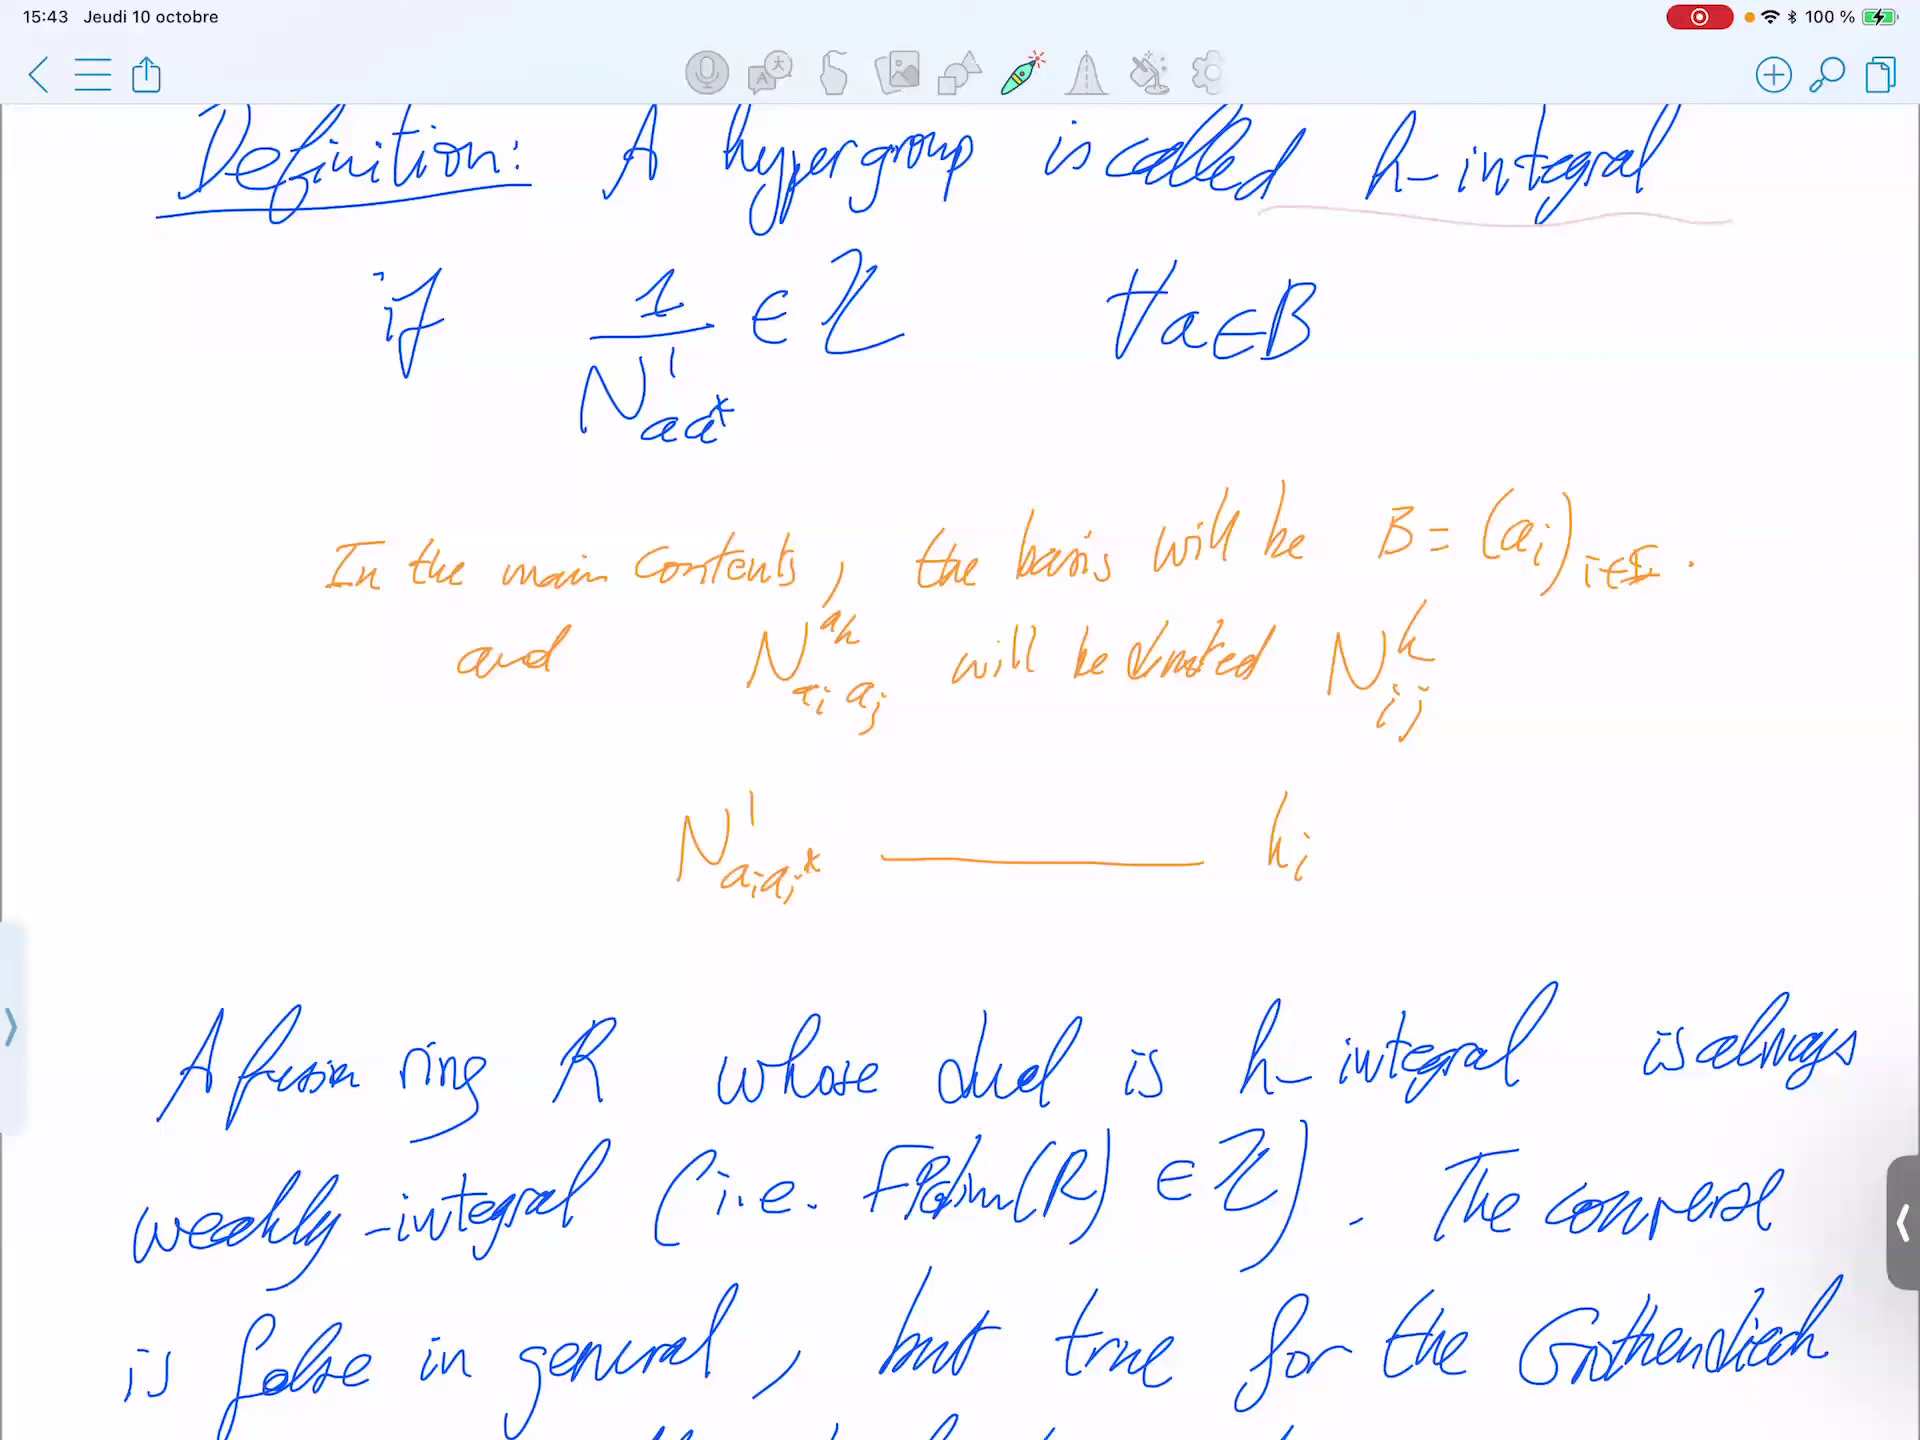 15:43 Jeudi 10 octobre 100 %
Definition: A hypergroup is called h-integral
if 1/N^1_{aa*} ∈ ℤ ∀a∈B
In the main contents, the basis will be B = (a_i)_{i∈I}.
and N^{a_k}_{a_i a_j} will be denoted N^k_{ij}
N^1_{a_i a_i*} ——— h_i
A fusion ring R whose dual is h-integral is always
weakly-integral (i.e. FPdim(R) ∈ ℤ). The converse
is false in general, but true for the Grothendieck